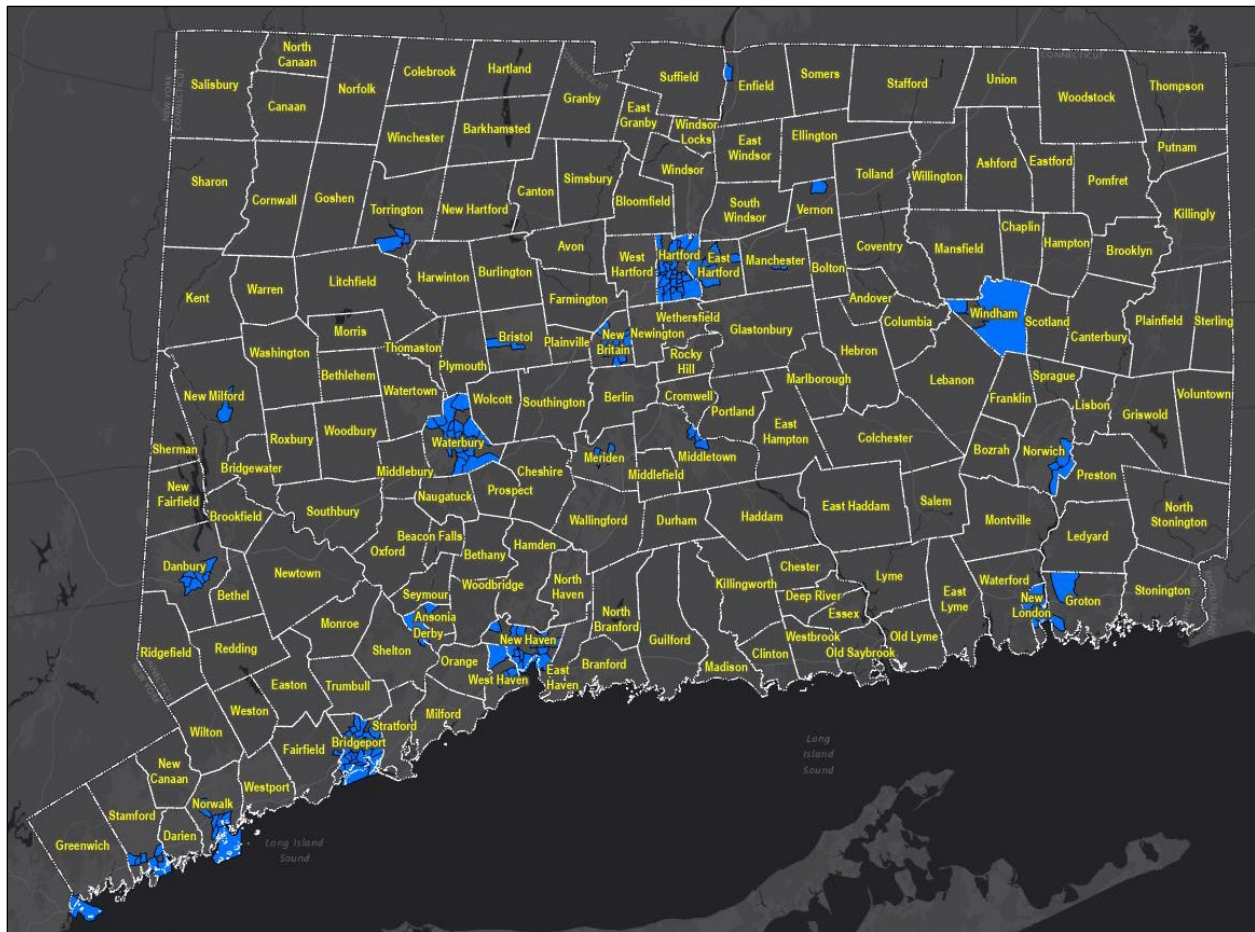 North
Canaan
Salisbury
Canaan
Norfolk
Colebrook
Hartland
Granby
East
Granby
Suffield
Enfield
Somers
Stafford
Union
Woodstock
Thompson
CONNECTICUT
CONNECTICUT
NEW YORK
CONNECTICUT
Winchester
Barkhamsted
Windsor
Locks
East
Windsor
Ellington
Putnam
Sharon
Cornwall
Goshen
Torrington
New Hartford
Canton
Simsbury
Bloomfield
Windsor
South
Windsor
Vernon
Tolland
Willington
Ashford
Eastford
Pomfret
Killingly
Kent
Warren
Litchfield
Harwinton
Burlington
Avon
West
Hartford
Hartford
East
Hartford
Manchester
Bolton
Coventry
Mansfield
Chaplin
Hampton
Brooklyn
Farmington
Andover
Columbia
Windham
Scotland
Canterbury
Plainfield
Sterling
Washington
Morris
Bethlehem
Thomaston
Watertown
Plymouth
Bristol
Plainville
New
Britain
Newington
Wethersfield
Rocky
Hill
Glastonbury
Hebron
Marlborough
Lebanon
Franklin
Sprague
Lisbon
Griswold
Voluntown
New Milford
Roxbury
Woodbury
Waterbury
Wolcott
Southington
Berlin
Cromwell
Portland
East
Hampton
Colchester
Bozrah
Norwich
Preston
Sherman
Bridgewater
Middlebury
Naugatuck
Prospect
Cheshire
Meriden
Middlefield
Middletown
New
Fairfield
Brookfield
Southbury
Oxford
Beacon Falls
Bethany
Hamden
Wallingford
Durham
Haddam
East Haddam
Salem
Montville
Ledyard
North
Stonington
Danbury
Bethel
Newtown
Seymour
Woodbridge
North
Haven
North
Branford
Guilford
Killingworth
Chester
Deep River
Essex
Lyme
East
Lyme
Waterford
New
London
Groton
Stonington
Monroe
Ansonia
Derby
Shelton
Orange
New Haven
West Haven
East
Haven
Branford
Madison
Clinton
Westbrook
Old Saybrook
Old Lyme
Ridgefield
Redding
Easton
Trumbull
Milford
Weston
Wilton
Fairfield
Bridgeport
Stratford
New
Canaan
Norwalk
Westport
Stamford
Darien
Greenwich
Long Island
Sound
Long
Island
Sound